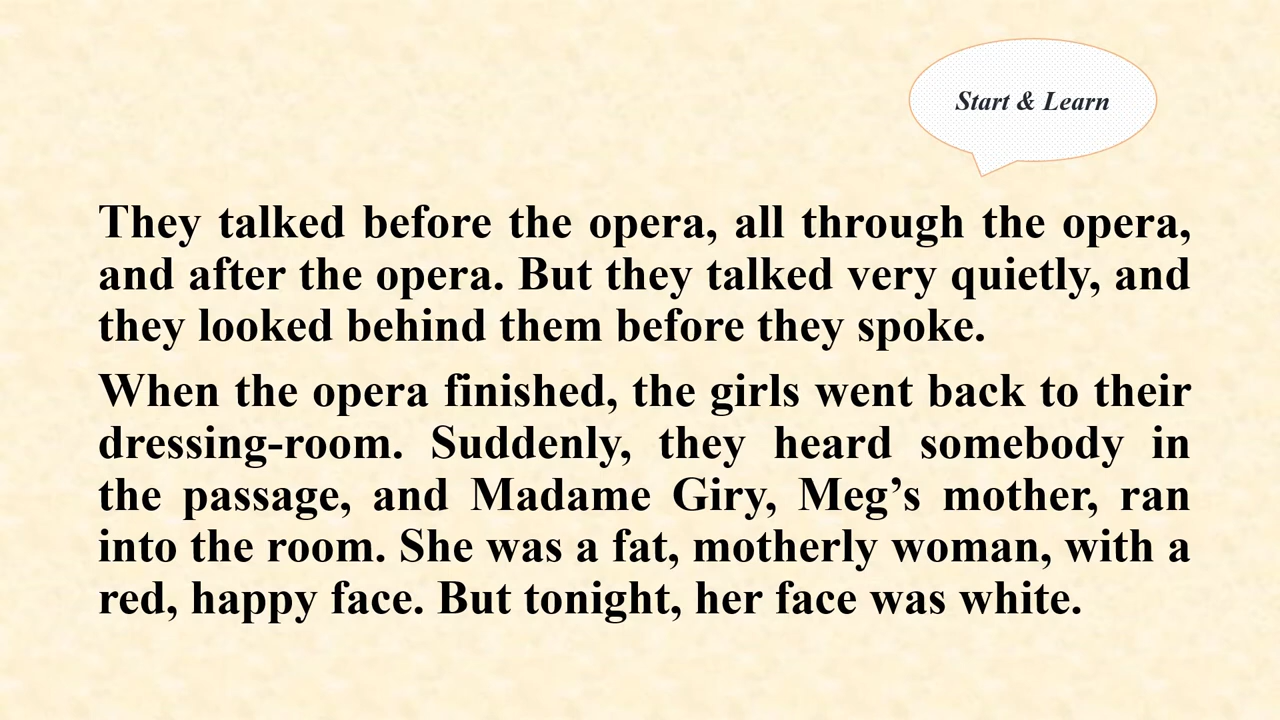 Start & Learn
They talked before the opera, all through the opera,
and after the opera. But they talked very quietly, and
they looked behind them before they spoke.
When the opera finished, the girls went back to their
dressing-room. Suddenly, they heard somebody in
the passage, and Madame Giry, Meg’s mother, ran
into the room. She was a fat, motherly woman, with a
red, happy face. But tonight, her face was white.